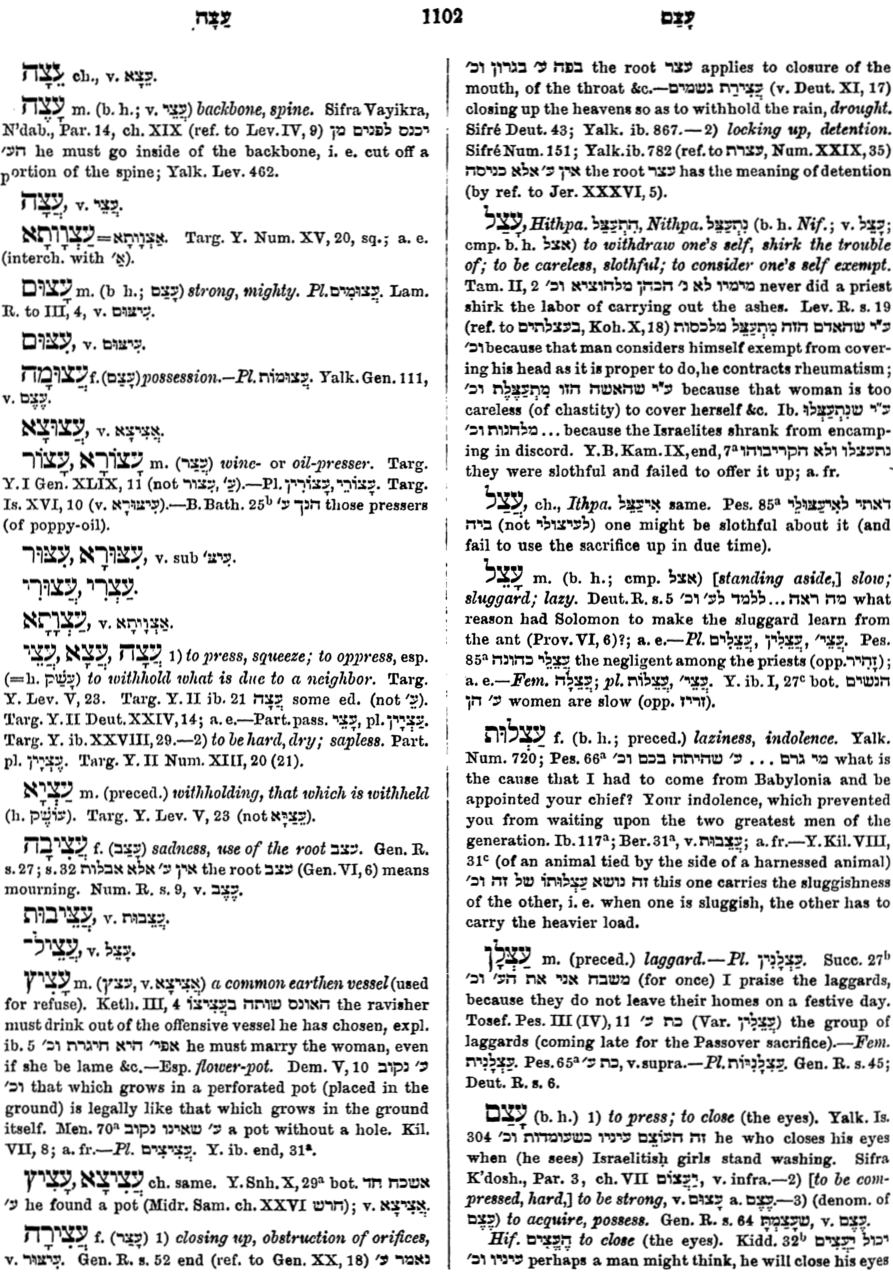 עֲצָה 1102 עָצַם
עֵצָה ch., v. עֵצָא.
עָצֶה m. (b. h.; v. עֲצֵי) backbone, spine. Sifra Vayikra,
N'dab., Par. 14, ch. XIX (ref. to Lev. IV, 9) יכנס לפנים מן
הע׳ he must go inside of the backbone, i. e. cut off a
portion of the spine; Yalk. Lev. 462.
עֲצָה, v. עֲצֵי.
עַצְוָותָא=אַצְוָותָא. Targ. Y. Num. XV, 20, sq.; a. e.
(interch. with א׳).
עָצוּם m. (b h.; עָצַם) strong, mighty. Pl. עֲצוּמִים. Lam.
R. to III, 4, v. עִיצּוּם.
עִצּוּם, v. עִיצּוּם.
עֲצוּמָה f. (עָצַם) possession.—Pl. עֲצוּמוֹת. Yalk. Gen. 111,
v. עֶצֶם.
עֲצוּצָא, v. אֲצִיצָא.
עָצוֹרָא, עָצוֹר m. (עֲצַר) wine- or oil-presser. Targ.
Y. I Gen. XLIX, 11 (not עָצוּר, ע׳).—Pl. עָצוֹרֵי, עָצוֹרִין. Targ.
Is. XVI, 10 (v. עִיצּוּרָא).—B. Bath. 25ᵇ הנך ע׳ those pressers
(of poppy-oil).
עִצּוּרָא, עִצּוּר, v. sub עיצ׳.
עַצְרִי, עֲצוּרִי.
עַצְוָתָא, v. אַצְוָיתָא.
עֲצָה, עֲצָא, עֲצֵי 1) to press, squeeze; to oppress, esp.
(=h. עָשַׁק) to withhold what is due to a neighbor. Targ.
Y. Lev. V, 23. Targ. Y. II ib. 21 עֲצָה some ed. (not עַ׳).
Targ. Y. II Deut. XXIV, 14; a. e.—Part. pass. עֲצֵי, pl. עֲצְיָין.
Targ. Y. ib. XXVIII, 29.—2) to be hard, dry; sapless. Part.
pl. עָצְיָין. Targ. Y. II Num. XIII, 20 (21).
עַצְיָא m. (preced.) withholding, that which is withheld
(h. עוֹשֶׁק). Targ. Y. Lev. V, 23 (not עֲצִיָּא).
עֲצִיבָה f. (עָצַב) sadness, use of the root עצב. Gen. R.
s. 27; s. 32 אין ע׳ אלא אבלות the root עצב (Gen. VI, 6) means
mourning. Num. R. s. 9, v. עֶצֶב.
עֲצִיבוּת, v. עַצְבוּת.
עֲצִיל־, v. עֲצַל.
עָצִיץ m. (עצץ, v. אֲצִיצָא) a common earthen vessel (used
for refuse). Keth. III, 4 האונס שותה בעֲצִיצוֹ the ravisher
must drink out of the offensive vessel he has chosen, expl.
ib. 5 אפי׳ היא חיגרת וכ׳ he must marry the woman, even
if she be lame &c.—Esp. flower-pot. Dem. V, 10 ע׳ נקוב
וכ׳ that which grows in a perforated pot (placed in the
ground) is legally like that which grows in the ground
itself. Men. 70ᵃ ע׳ שאינו נקוב a pot without a hole. Kil.
VII, 8; a. fr.—Pl. עֲצִיצִים. Y. ib. end, 31ᵃ.
עֲצִיצָא, עָצִיץ ch. same. Y. Snh. X, 29ᵃ bot. אשכח חד
ע׳ he found a pot (Midr. Sam. ch. XXVI חרש); v. אֲצִיצָא.
עֲצִירָה f. (עָצַר) 1) closing up, obstruction of orifices,
v. עִיצּוּר. Gen. R. s. 52 end (ref. to Gen. XX, 18) נאמר ע׳
בפה ע׳ בגרון וכ׳ the root עצר applies to closure of the
mouth, of the throat &c.—עֲצִירַת גשמים (v. Deut. XI, 17)
closing up the heavens so as to withhold the rain, drought.
Sifré Deut. 43; Yalk. ib. 867.—2) locking up, detention.
Sifré Num. 151; Yalk. ib. 782 (ref. to עצרת, Num. XXIX, 35)
אין ע׳ אלא כניסה the root עצר has the meaning of detention
(by ref. to Jer. XXXVI, 5).
עָצַל, Hithpa. הִתְעַצֵּל, Nithpa. נִתְעַצֵּל (b. h. Nif.; v. עָצֵל;
cmp. b. h. אצל) to withdraw one's self, shirk the trouble
of; to be careless, slothful; to consider one's self exempt.
Tam. II, 2 מימיו לא נ׳ הכהן מלהוציא וכ׳ never did a priest
shirk the labor of carrying out the ashes. Lev. R. s. 19
(ref. to בעצלתים, Koh. X, 18) ע״י שהאדם הזה מִתְעַצֵּל מלכסות
וכ׳ because that man considers himself exempt from cover-
ing his head as it is proper to do, he contracts rheumatism;
ע״י שהאשה הזו מִתְעַצֶּלֶת וכ׳ because that woman is too
careless (of chastity) to cover herself &c. Ib. ע״י שנִתְעַצְּלוּ
מלחנות וכ׳ ... because the Israelites shrank from encamp-
ing in discord. Y. B. Kam. IX, end, 7ᵃ נתעצלו ולא הקריבוהו
they were slothful and failed to offer it up; a. fr.
עֲצַל, ch., Ithpa. אִיעַצַּל same. Pes. 85ᵃ דאתי לאִיעַצּוּלֵי
ביה (not לעיצולי) one might be slothful about it (and
fail to use the sacrifice up in due time).
עָצֵל m. (b. h.; cmp. אצל) [standing aside,] slow;
sluggard; lazy. Deut. R. s. 5 מה ראה ... ללמד לע׳ וכ׳ what
reason had Solomon to make the sluggard learn from
the ant (Prov. VI, 6)?; a. e.—Pl. עֲצֵלִים, עֲצֵלִין, עֲצֵי׳. Pes.
85ᵃ עֲצֵלֵי כהונה the negligent among the priests (opp. זָהִיר);
a. e.—Fem. עֲצֵלָה; pl. עֲצֵלוֹת, עֲצֵי׳. Y. ib. I, 27ᶜ bot. הנשים
ע׳ הן women are slow (opp. זריז).
עַצְלוּת f. (b. h.; preced.) laziness, indolence. Yalk.
Num. 720; Pes. 66ᵃ מי גרם ... ע׳ שהיתה בכם וכ׳ what is
the cause that I had to come from Babylonia and be
appointed your chief? Your indolence, which prevented
you from waiting upon the two greatest men of the
generation. Ib. 117ᵃ; Ber. 31ᵃ, v. עַצְבוּת; a. fr.—Y. Kil. VIII,
31ᶜ (of an animal tied by the side of a harnessed animal)
זה נושא עַצְלוּתוֹ של זה וכ׳ this one carries the sluggishness
of the other, i. e. when one is sluggish, the other has to
carry the heavier load.
עַצְלָן m. (preced.) laggard.—Pl. עַצְלָנִין. Succ. 27ᵇ
משבח אני את הע׳ וכ׳ (for once) I praise the laggards,
because they do not leave their homes on a festive day.
Tosef. Pes. III (IV), 11 כת ע׳ (Var. עֲצֵלִין) the group of
laggards (coming late for the Passover sacrifice).—Fem.
עַצְלָנִית. Pes. 65ᵃ כת ע׳, v. supra.—Pl. עַצְלָנִיּוֹת. Gen. R. s. 45;
Deut. R. s. 6.
עָצַם (b. h.) 1) to press; to close (the eyes). Yalk. Is.
304 זה העוֹצֵם עיניו כשעומדות וכ׳ he who closes his eyes
when (he sees) Israelitish girls stand washing. Sifra
K'dosh., Par. 3, ch. VII יַעֲצוֹם, v. infra.—2) [to be com-
pressed, hard,] to be strong, v. עָצוּם a. עֶצֶם.—3) (denom. of
עֶצֶם) to acquire, possess. Gen. R. s. 64 שעָצַמְתָּ, v. עֶצֶם.
Hif. הֶעֱצִים to close (the eyes). Kidd. 32ᵇ יכול יַעֲצִים
עיניו וכ׳ perhaps a man might think, he will close his eyes